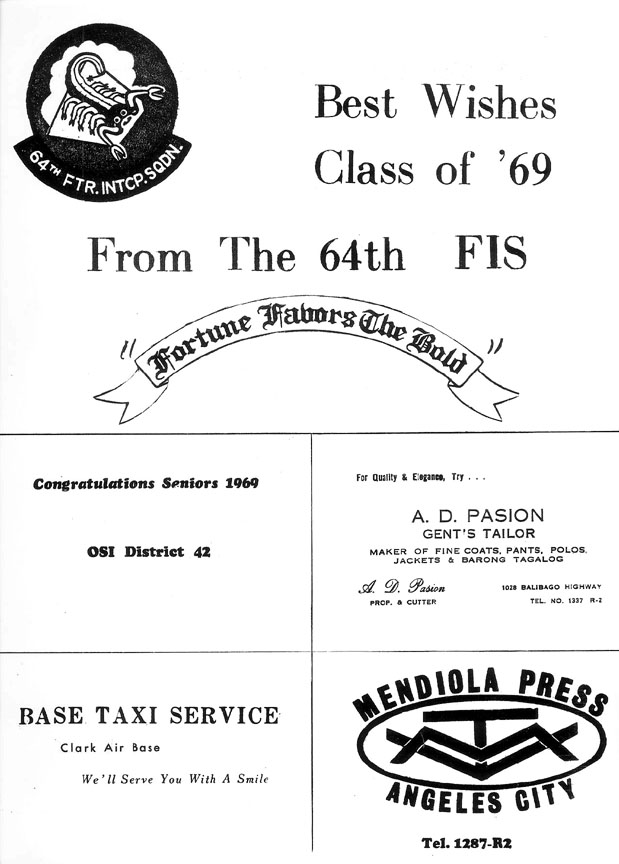 64TH FTR. INTCP. SQDN.
Best Wishes
Class of '69
From The 64th FIS
"Fortune Favors The Bold"
Congratulations Seniors 1969
OSI District 42
For Quality & Elegance, Try . . .
A. D. PASION
GENT'S TAILOR
MAKER OF FINE COATS, PANTS, POLOS,
JACKETS & BARONG TAGALOG
A. D. Pasion
PROP. & CUTTER
1028 BALIBAGO HIGHWAY
TEL. NO. 1337 R-2
BASE TAXI SERVICE
Clark Air Base
We'll Serve You With A Smile
MENDIOLA PRESS
ANGELES CITY
Tel. 1287-R2